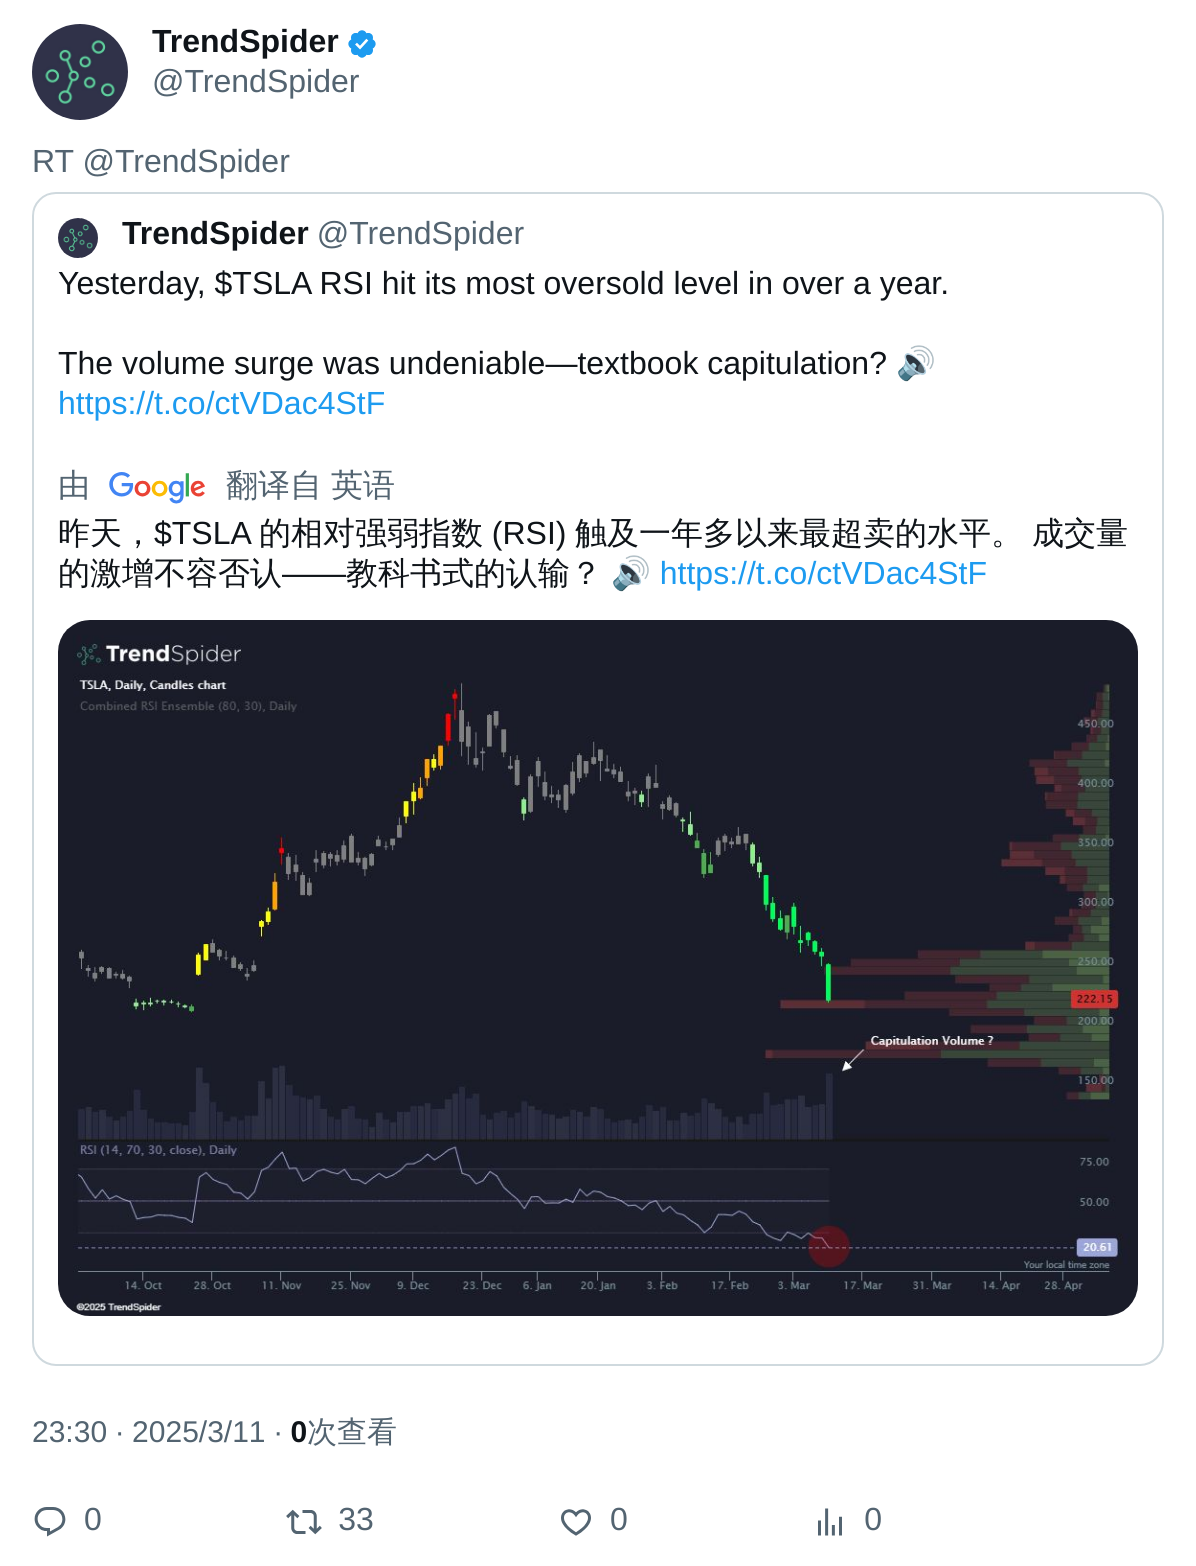 TrendSpider
@TrendSpider
RT @TrendSpider
TrendSpider @TrendSpider
Yesterday, $TSLA RSI hit its most oversold level in over a year.
The volume surge was undeniable—textbook capitulation? 🔊
https://t.co/ctVDac4StF
由 Google 翻译自 英语
昨天，$TSLA 的相对强弱指数 (RSI) 触及一年多以来最超卖的水平。 成交量
的激增不容否认——教科书式的认输？ 🔊 https://t.co/ctVDac4StF
TrendSpider
TSLA, Daily, Candles chart
Combined RSI Ensemble (80, 30), Daily
450.00
400.00
350.00
300.00
250.00
222.15
200.00
Capitulation Volume ?
150.00
RSI (14, 70, 30, close), Daily
75.00
50.00
20.61
Your local time zone
14. Oct 28. Oct 11. Nov 25. Nov 9. Dec 23. Dec 6. Jan 20. Jan 3. Feb 17. Feb 3. Mar 17. Mar 31. Mar 14. Apr 28. Apr
©2025 TrendSpider
23:30 · 2025/3/11 · 0次查看
0 33 0 0